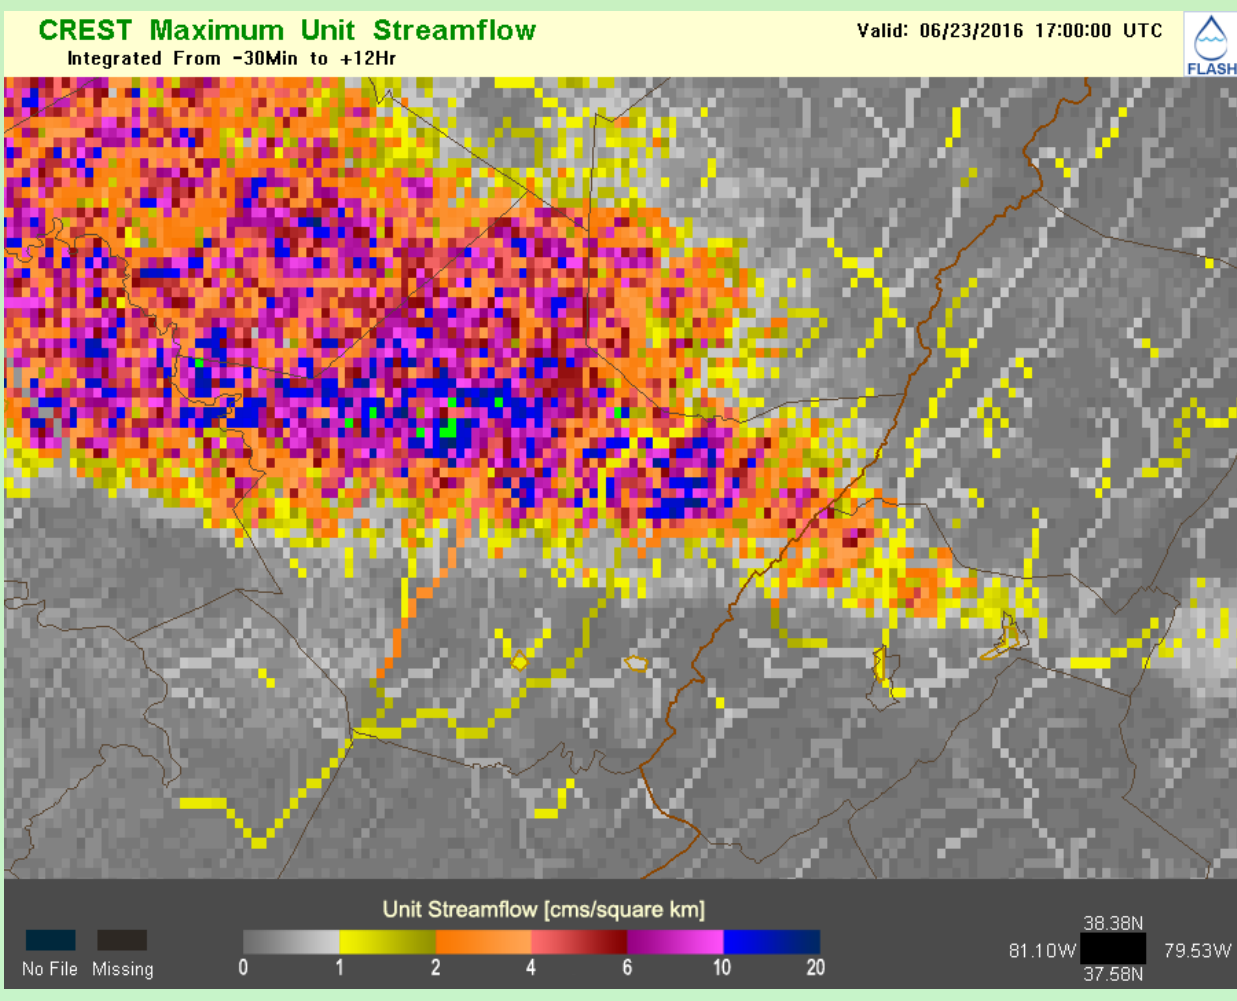 CREST Maximum Unit Streamflow
Integrated From -30Min to +12Hr
Valid: 06/23/2016 17:00:00 UTC
FLASH
Unit Streamflow [cms/square km]
No File
Missing
0 1 2 4 6 10 20
38.38N
81.10W 79.53W
37.58N